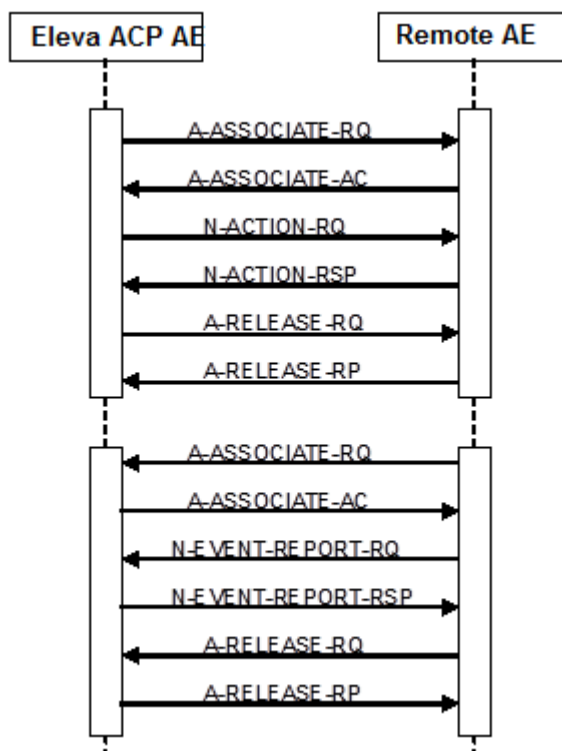 Eleva ACP AE
Remote AE
A-ASSOCIATE-RQ
A-ASSOCIATE-AC
N-ACTION-RQ
N-ACTION-RSP
A-RELEASE-RQ
A-RELEASE-RP
A-ASSOCIATE-RQ
A-ASSOCIATE-AC
N-EVENT-REPORT-RQ
N-EVENT-REPORT-RSP
A-RELEASE-RQ
A-RELEASE-RP